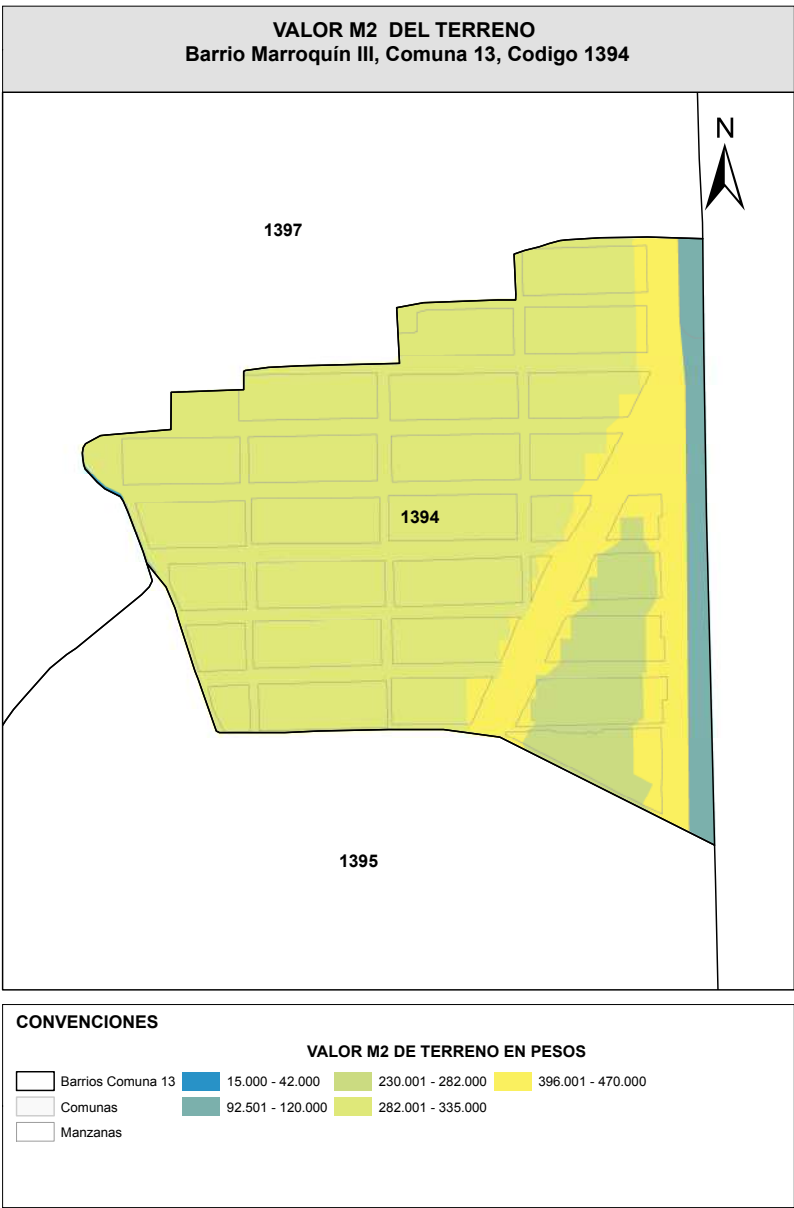 VALOR M2 DEL TERRENO
Barrio Marroquín III, Comuna 13, Codigo 1394
N
1397
1394
1395
CONVENCIONES
VALOR M2 DE TERRENO EN PESOS
Barrios Comuna 13 15.000 - 42.000 230.001 - 282.000 396.001 - 470.000
Comunas 92.501 - 120.000 282.001 - 335.000
Manzanas